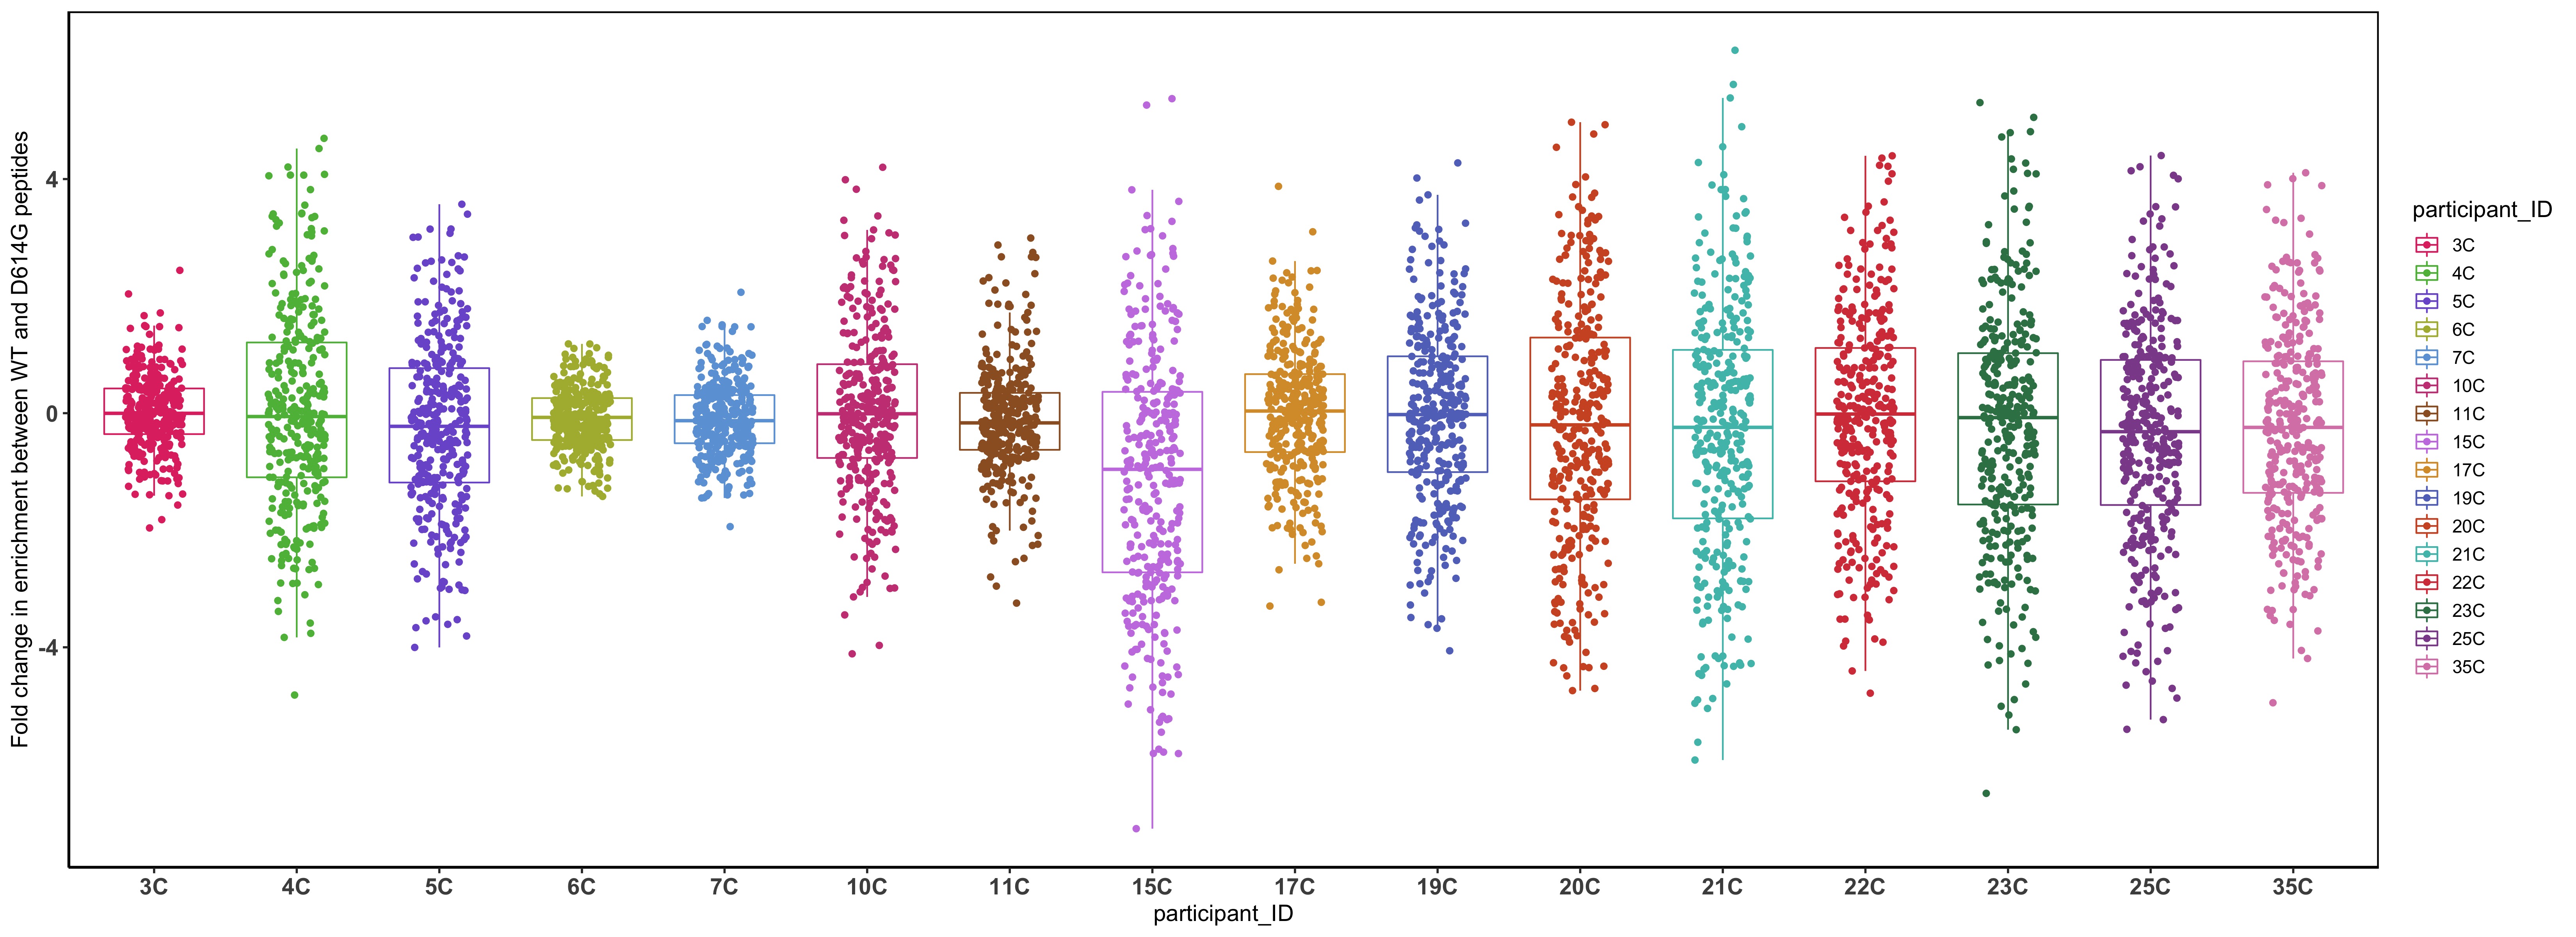 Fold change in enrichment between WT and D614G peptides
4
0
-4
3C
4C
5C
6C
7C
10C
11C
15C
17C
19C
20C
21C
22C
23C
25C
35C
participant_ID
participant_ID
3C
4C
5C
6C
7C
10C
11C
15C
17C
19C
20C
21C
22C
23C
25C
35C